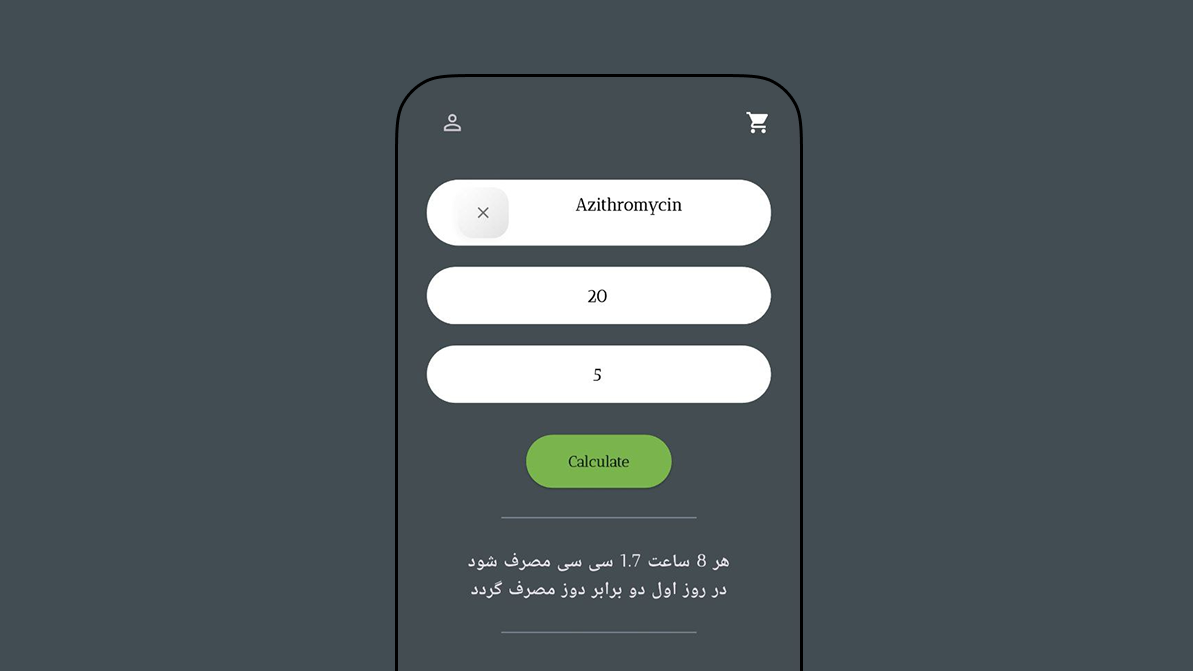 Azithromycin
20
5
Calculate
هر 8 ساعت 1.7 سی سی مصرف شود
در روز اول دو برابر دوز مصرف گردد